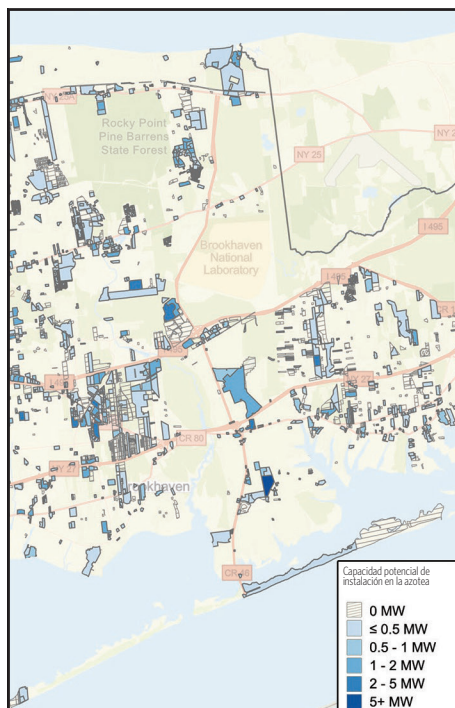 Rocky Point
Pine Barrens
State Forest
NY 25
NY 2
I 495
Brookhaven
National
Laboratory
I 495
CR 80
Brookhaven
CR 46
Capacidad potencial de
instalación en la azotea
0 MW
≤ 0.5 MW
0.5 - 1 MW
1 - 2 MW
2 - 5 MW
5+ MW